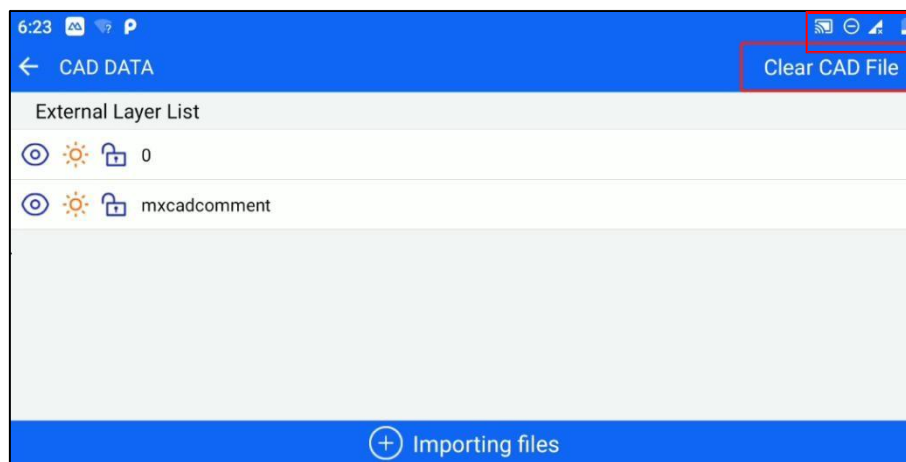 6:23
CAD DATA
Clear CAD File
External Layer List
0
mxcadcomment
Importing files